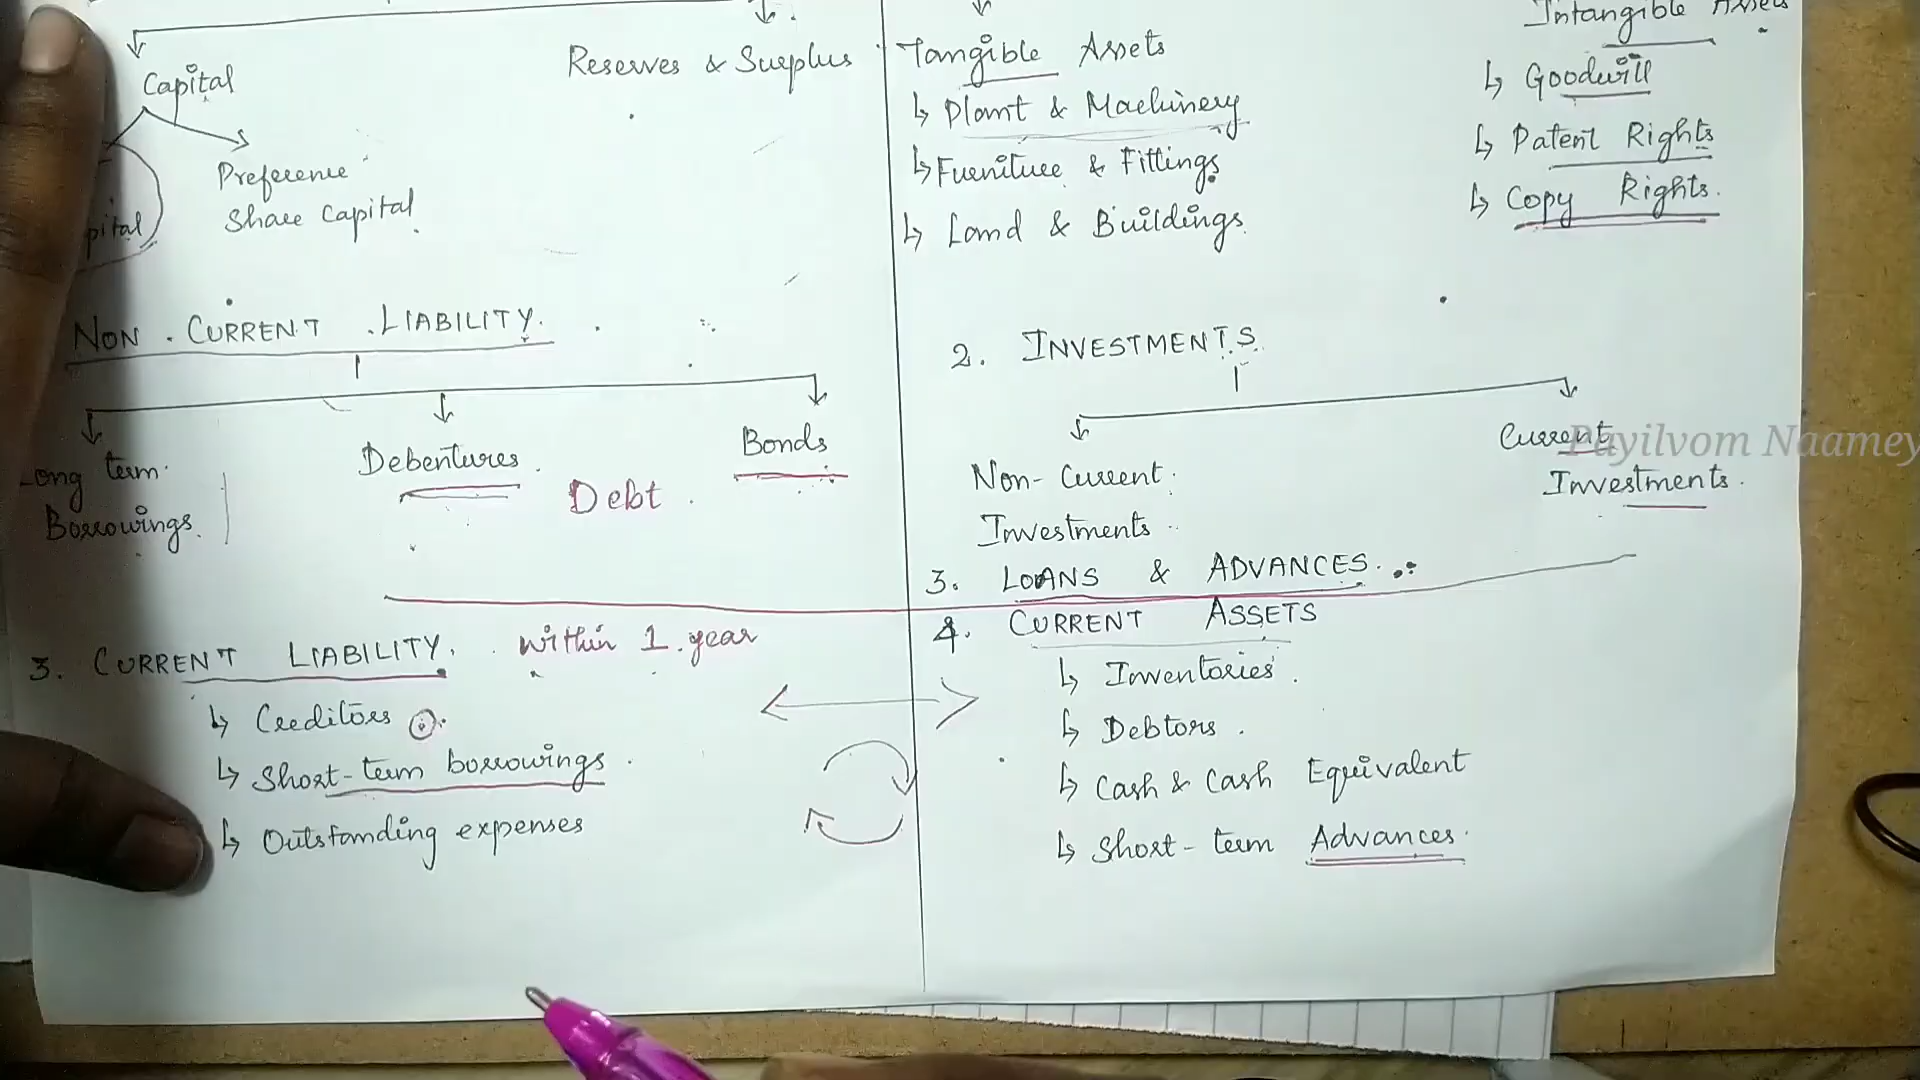 Capital
Reserves & Surplus
Preference
Share Capital
pital
NON CURRENT LIABILITY.
Long term
Borrowings.
Debentures.
Debt.
Bonds
3. CURRENT LIABILITY. within 1 year
↳ Creditors
↳ Short-term borrowings.
↳ Outstanding expenses
Tangible Assets
↳ Plant & Machinery
↳ Furniture & Fittings
↳ Land & Buildings.
Intangible Assets
↳ Goodwill
↳ Patent Rights
↳ Copy Rights.
2. INVESTMENTS
Non-Current
Investments
Current
Investments.
3. LOANS & ADVANCES.
4. CURRENT ASSETS
↳ Inventories.
↳ Debtors.
↳ Cash & Cash Equivalent
↳ Short-term Advances.
Payilvom Naamey